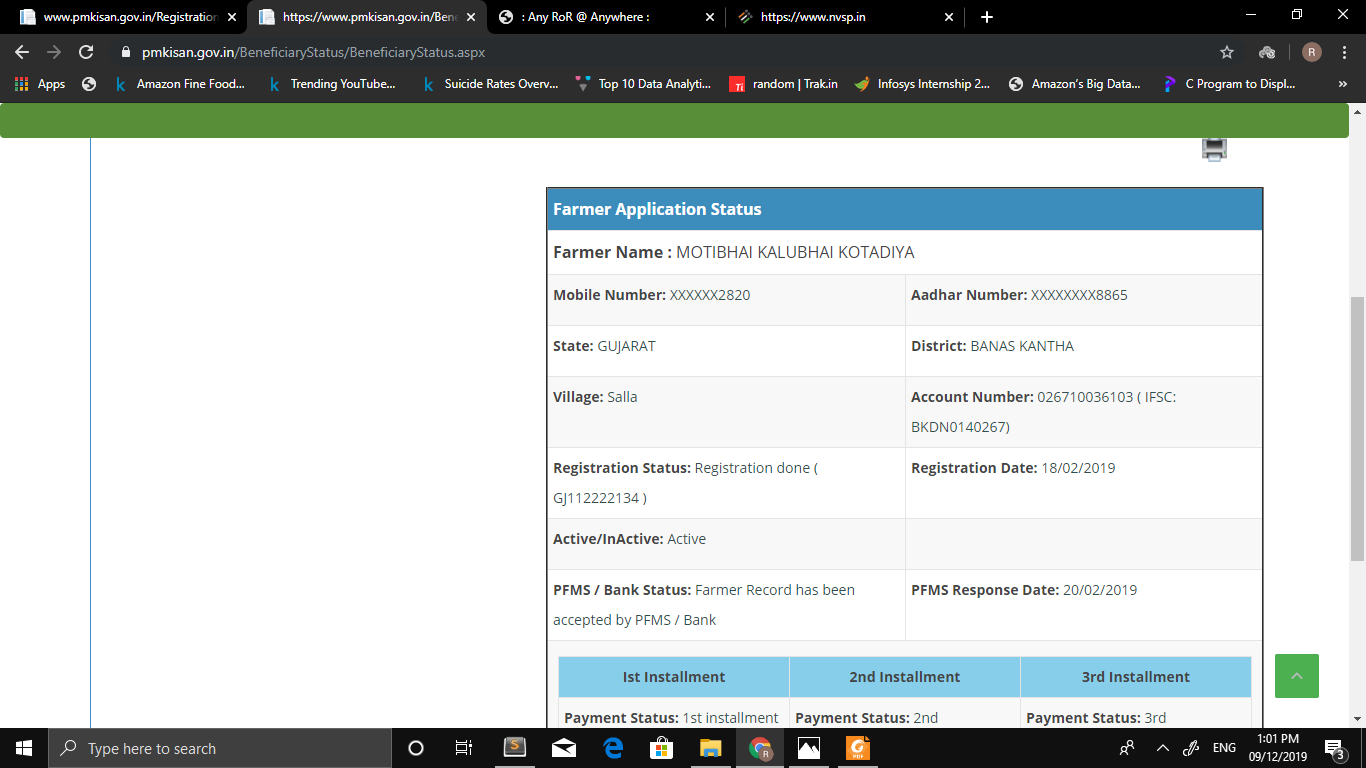 www.pmkisan.gov.in/Registration
https://www.pmkisan.gov.in/Bene
: Any RoR @ Anywhere :
https://www.nvsp.in
pmkisan.gov.in/BeneficiaryStatus/BeneficiaryStatus.aspx
R
Apps
Amazon Fine Food...
Trending YouTube...
Suicide Rates Overv...
Top 10 Data Analyti...
random | Trak.in
Infosys Internship 2...
Amazon's Big Data...
C Program to Displ...
»
Farmer Application Status
Farmer Name : MOTIBHAI KALUBHAI KOTADIYA
Mobile Number: XXXXXX2820
Aadhar Number: XXXXXXXX8865
State: GUJARAT
District: BANAS KANTHA
Village: Salla
Account Number: 026710036103 ( IFSC:
BKDN0140267)
Registration Status: Registration done (
GJ112222134 )
Registration Date: 18/02/2019
Active/InActive: Active
PFMS / Bank Status: Farmer Record has been
accepted by PFMS / Bank
PFMS Response Date: 20/02/2019
Ist Installment
2nd Installment
3rd Installment
Payment Status: 1st installment
Payment Status: 2nd
Payment Status: 3rd
Type here to search
ENG
1:01 PM
09/12/2019
3